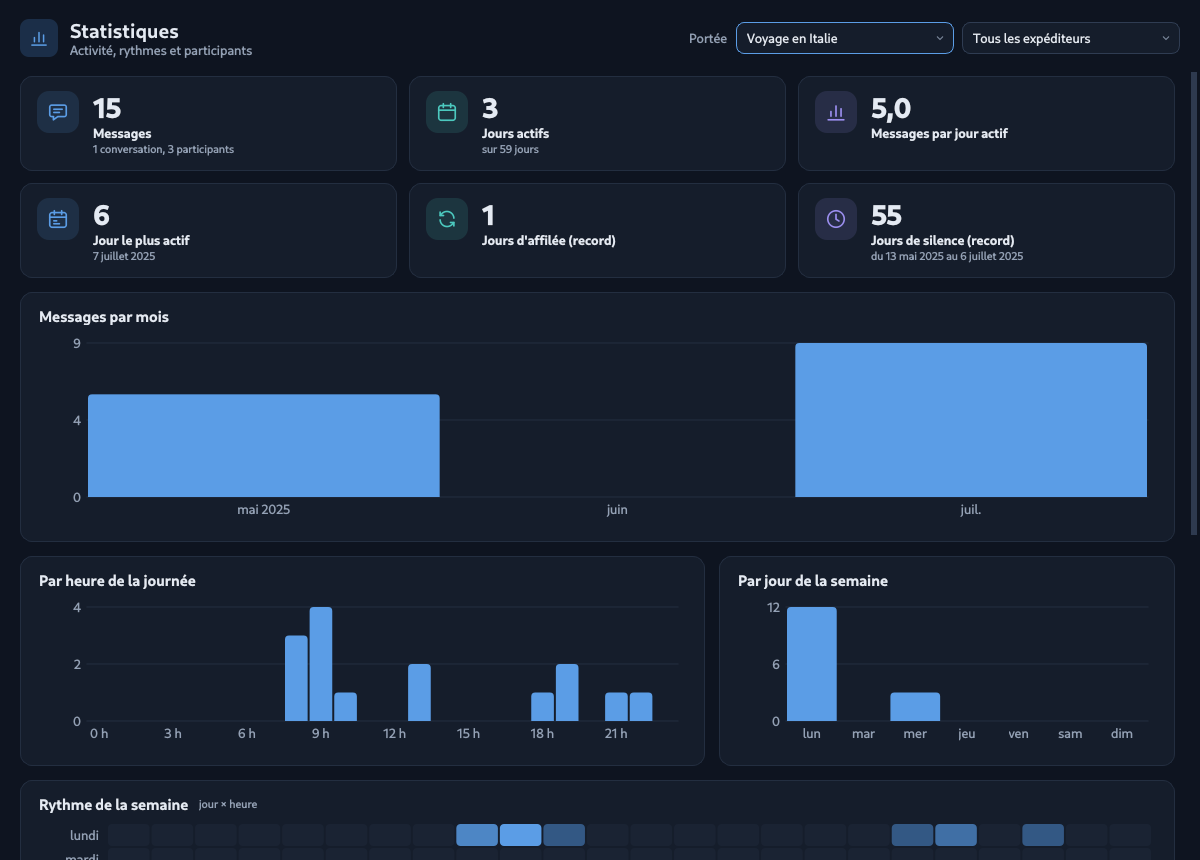 Statistiques
Activité, rythmes et participants
Portée
Voyage en Italie
Tous les expéditeurs
15
Messages
1 conversation, 3 participants
3
Jours actifs
sur 59 jours
5,0
Messages par jour actif
6
Jour le plus actif
7 juillet 2025
1
Jours d'affilée (record)
55
Jours de silence (record)
du 13 mai 2025 au 6 juillet 2025
Messages par mois
9
4
0
mai 2025 juin juil.
Par heure de la journée
4
2
0
0 h 3 h 6 h 9 h 12 h 15 h 18 h 21 h
Par jour de la semaine
12
6
0
lun mar mer jeu ven sam dim
Rythme de la semaine jour × heure
lundi
mardi